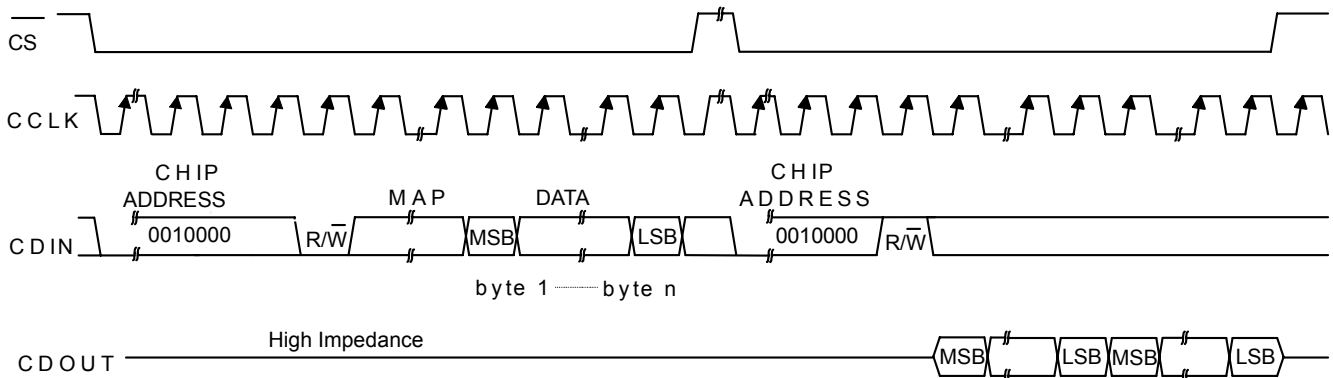 CS
CCLK
CHIP ADDRESS
MAP
DATA
CHIP ADDRESS
CDIN
0010000
R/W
MSB
LSB
0010000
R/W
byte 1 byte n
High Impedance
CDOUT
MSB
LSB
MSB
LSB